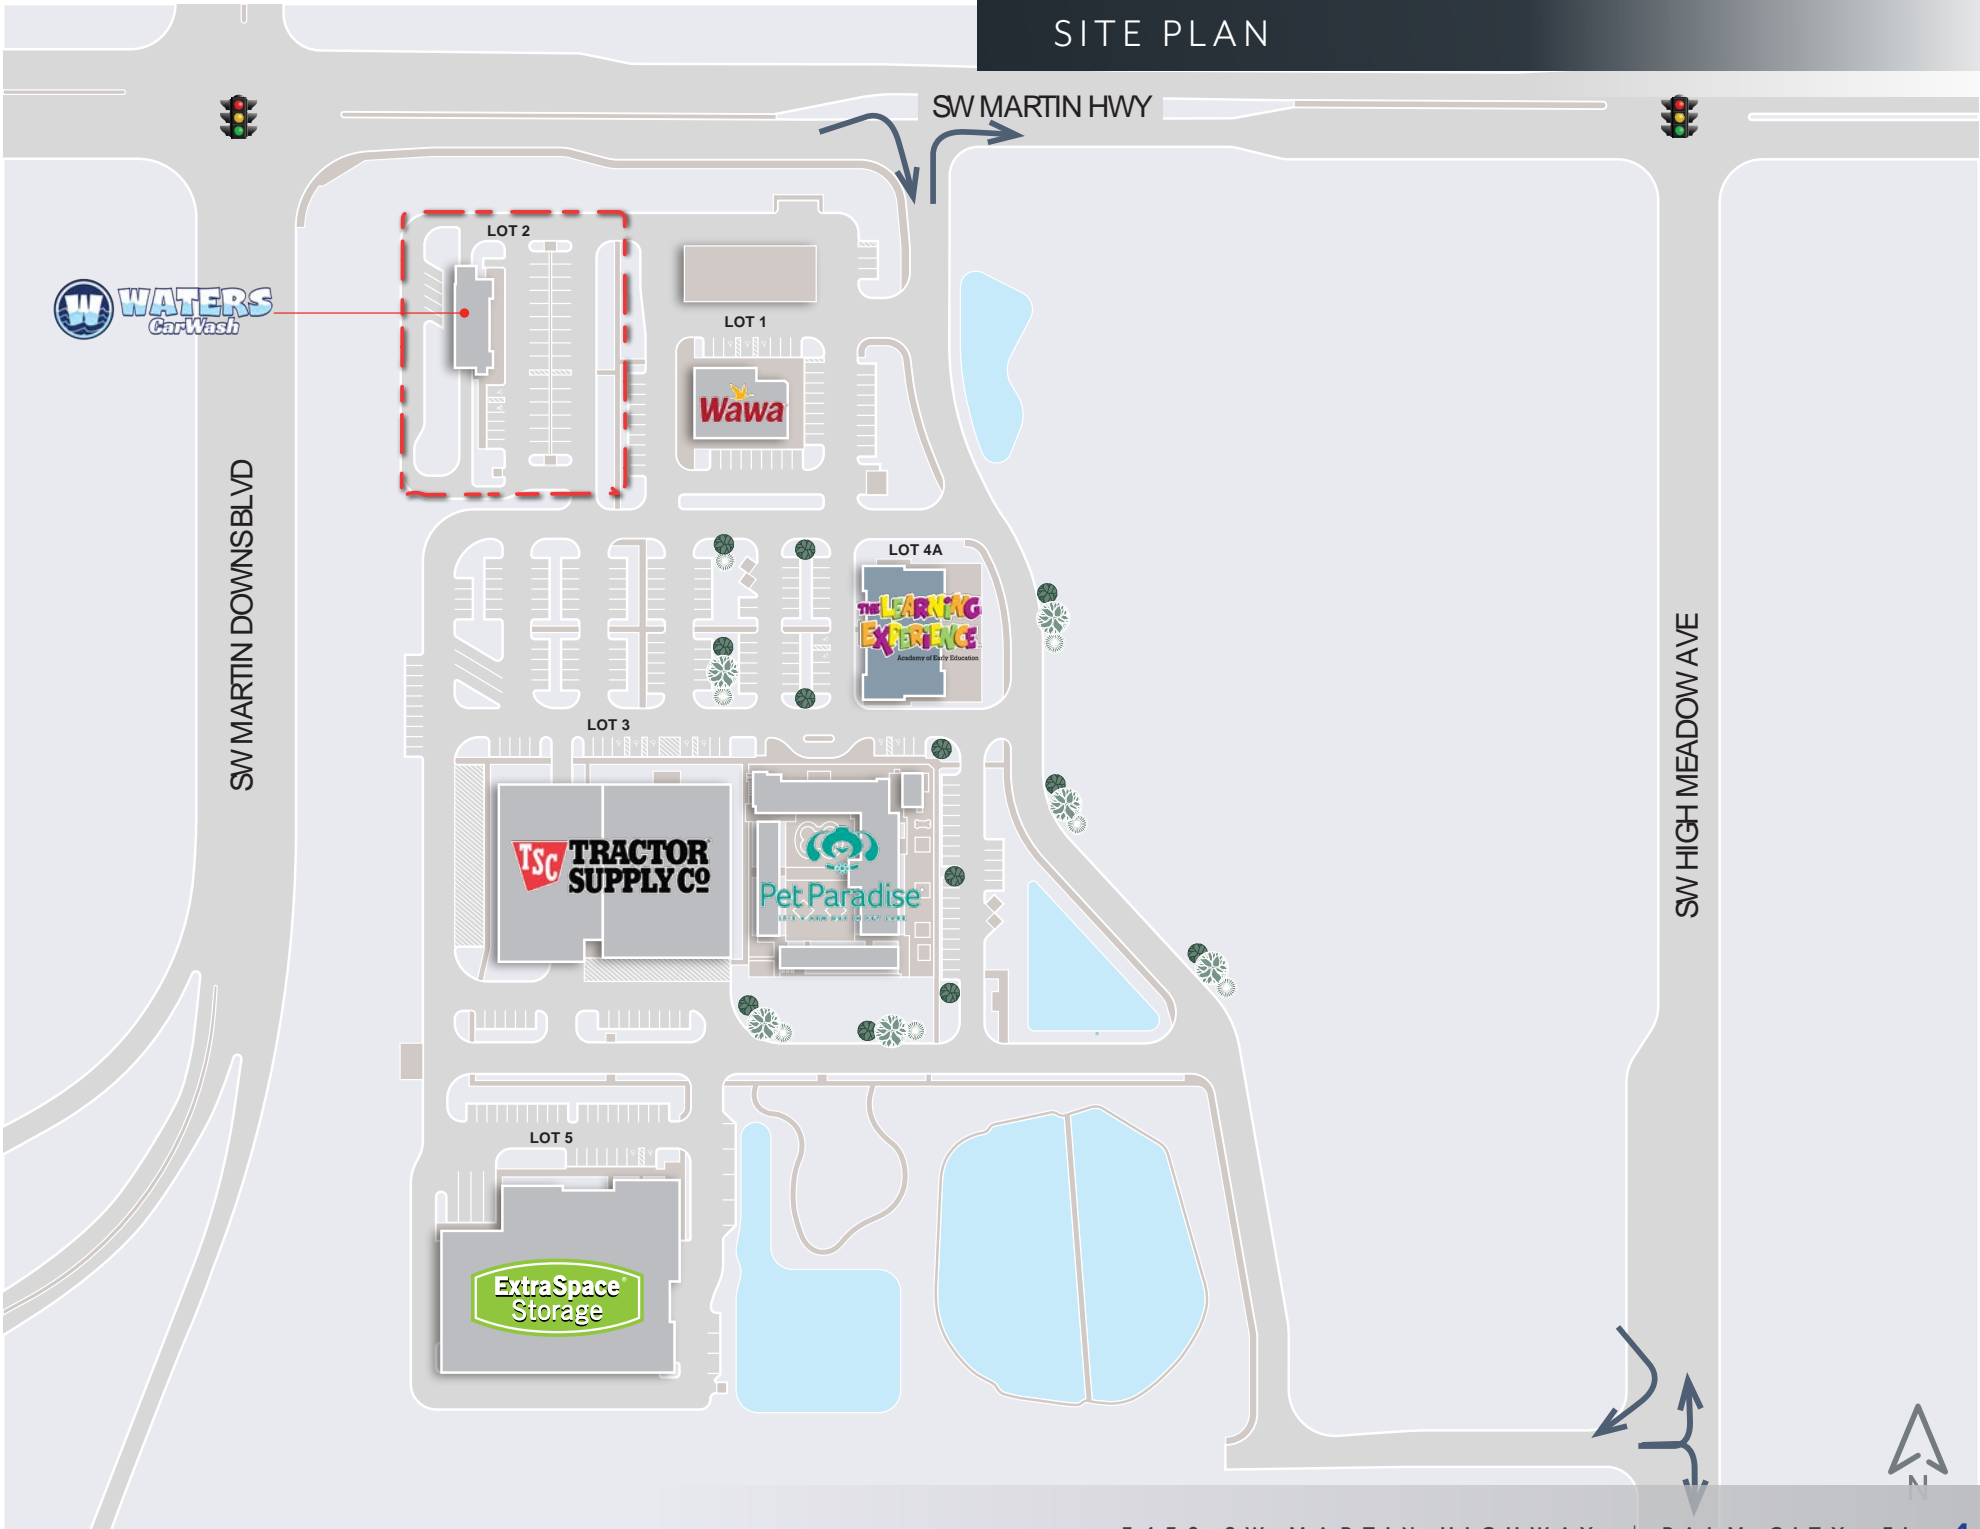 SITE PLAN
SW MARTIN HWY
LOT 2
W WATERS
CarWash
LOT 1
Wawa
SW MARTIN DOWNS BLVD
LOT 4A
THE LEARNING
EXPERIENCE
Academy of Early Education
SW HIGH MEADOW AVE
LOT 3
TSC TRACTOR
SUPPLY CO
Pet Paradise
LOT 5
ExtraSpace®
Storage
N